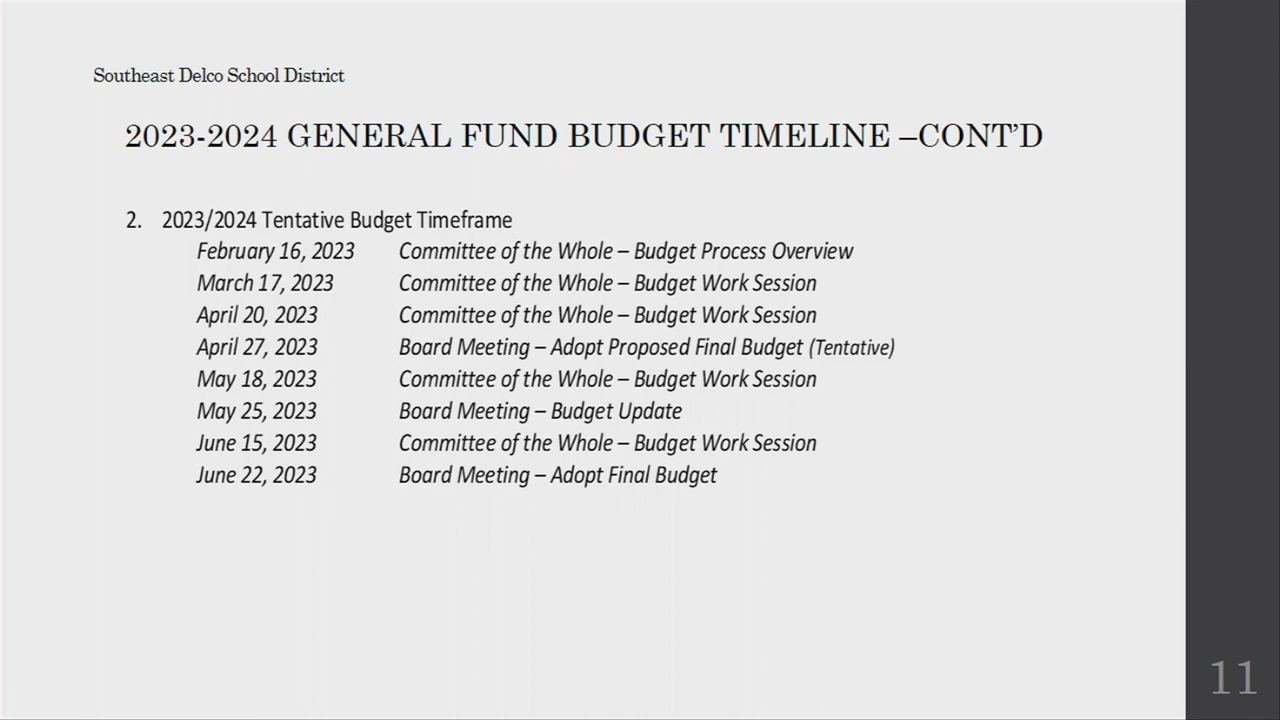 Southeast Delco School District
2023-2024 GENERAL FUND BUDGET TIMELINE –CONT’D
2. 2023/2024 Tentative Budget Timeframe
February 16, 2023 Committee of the Whole – Budget Process Overview
March 17, 2023 Committee of the Whole – Budget Work Session
April 20, 2023 Committee of the Whole – Budget Work Session
April 27, 2023 Board Meeting – Adopt Proposed Final Budget (Tentative)
May 18, 2023 Committee of the Whole – Budget Work Session
May 25, 2023 Board Meeting – Budget Update
June 15, 2023 Committee of the Whole – Budget Work Session
June 22, 2023 Board Meeting – Adopt Final Budget
11